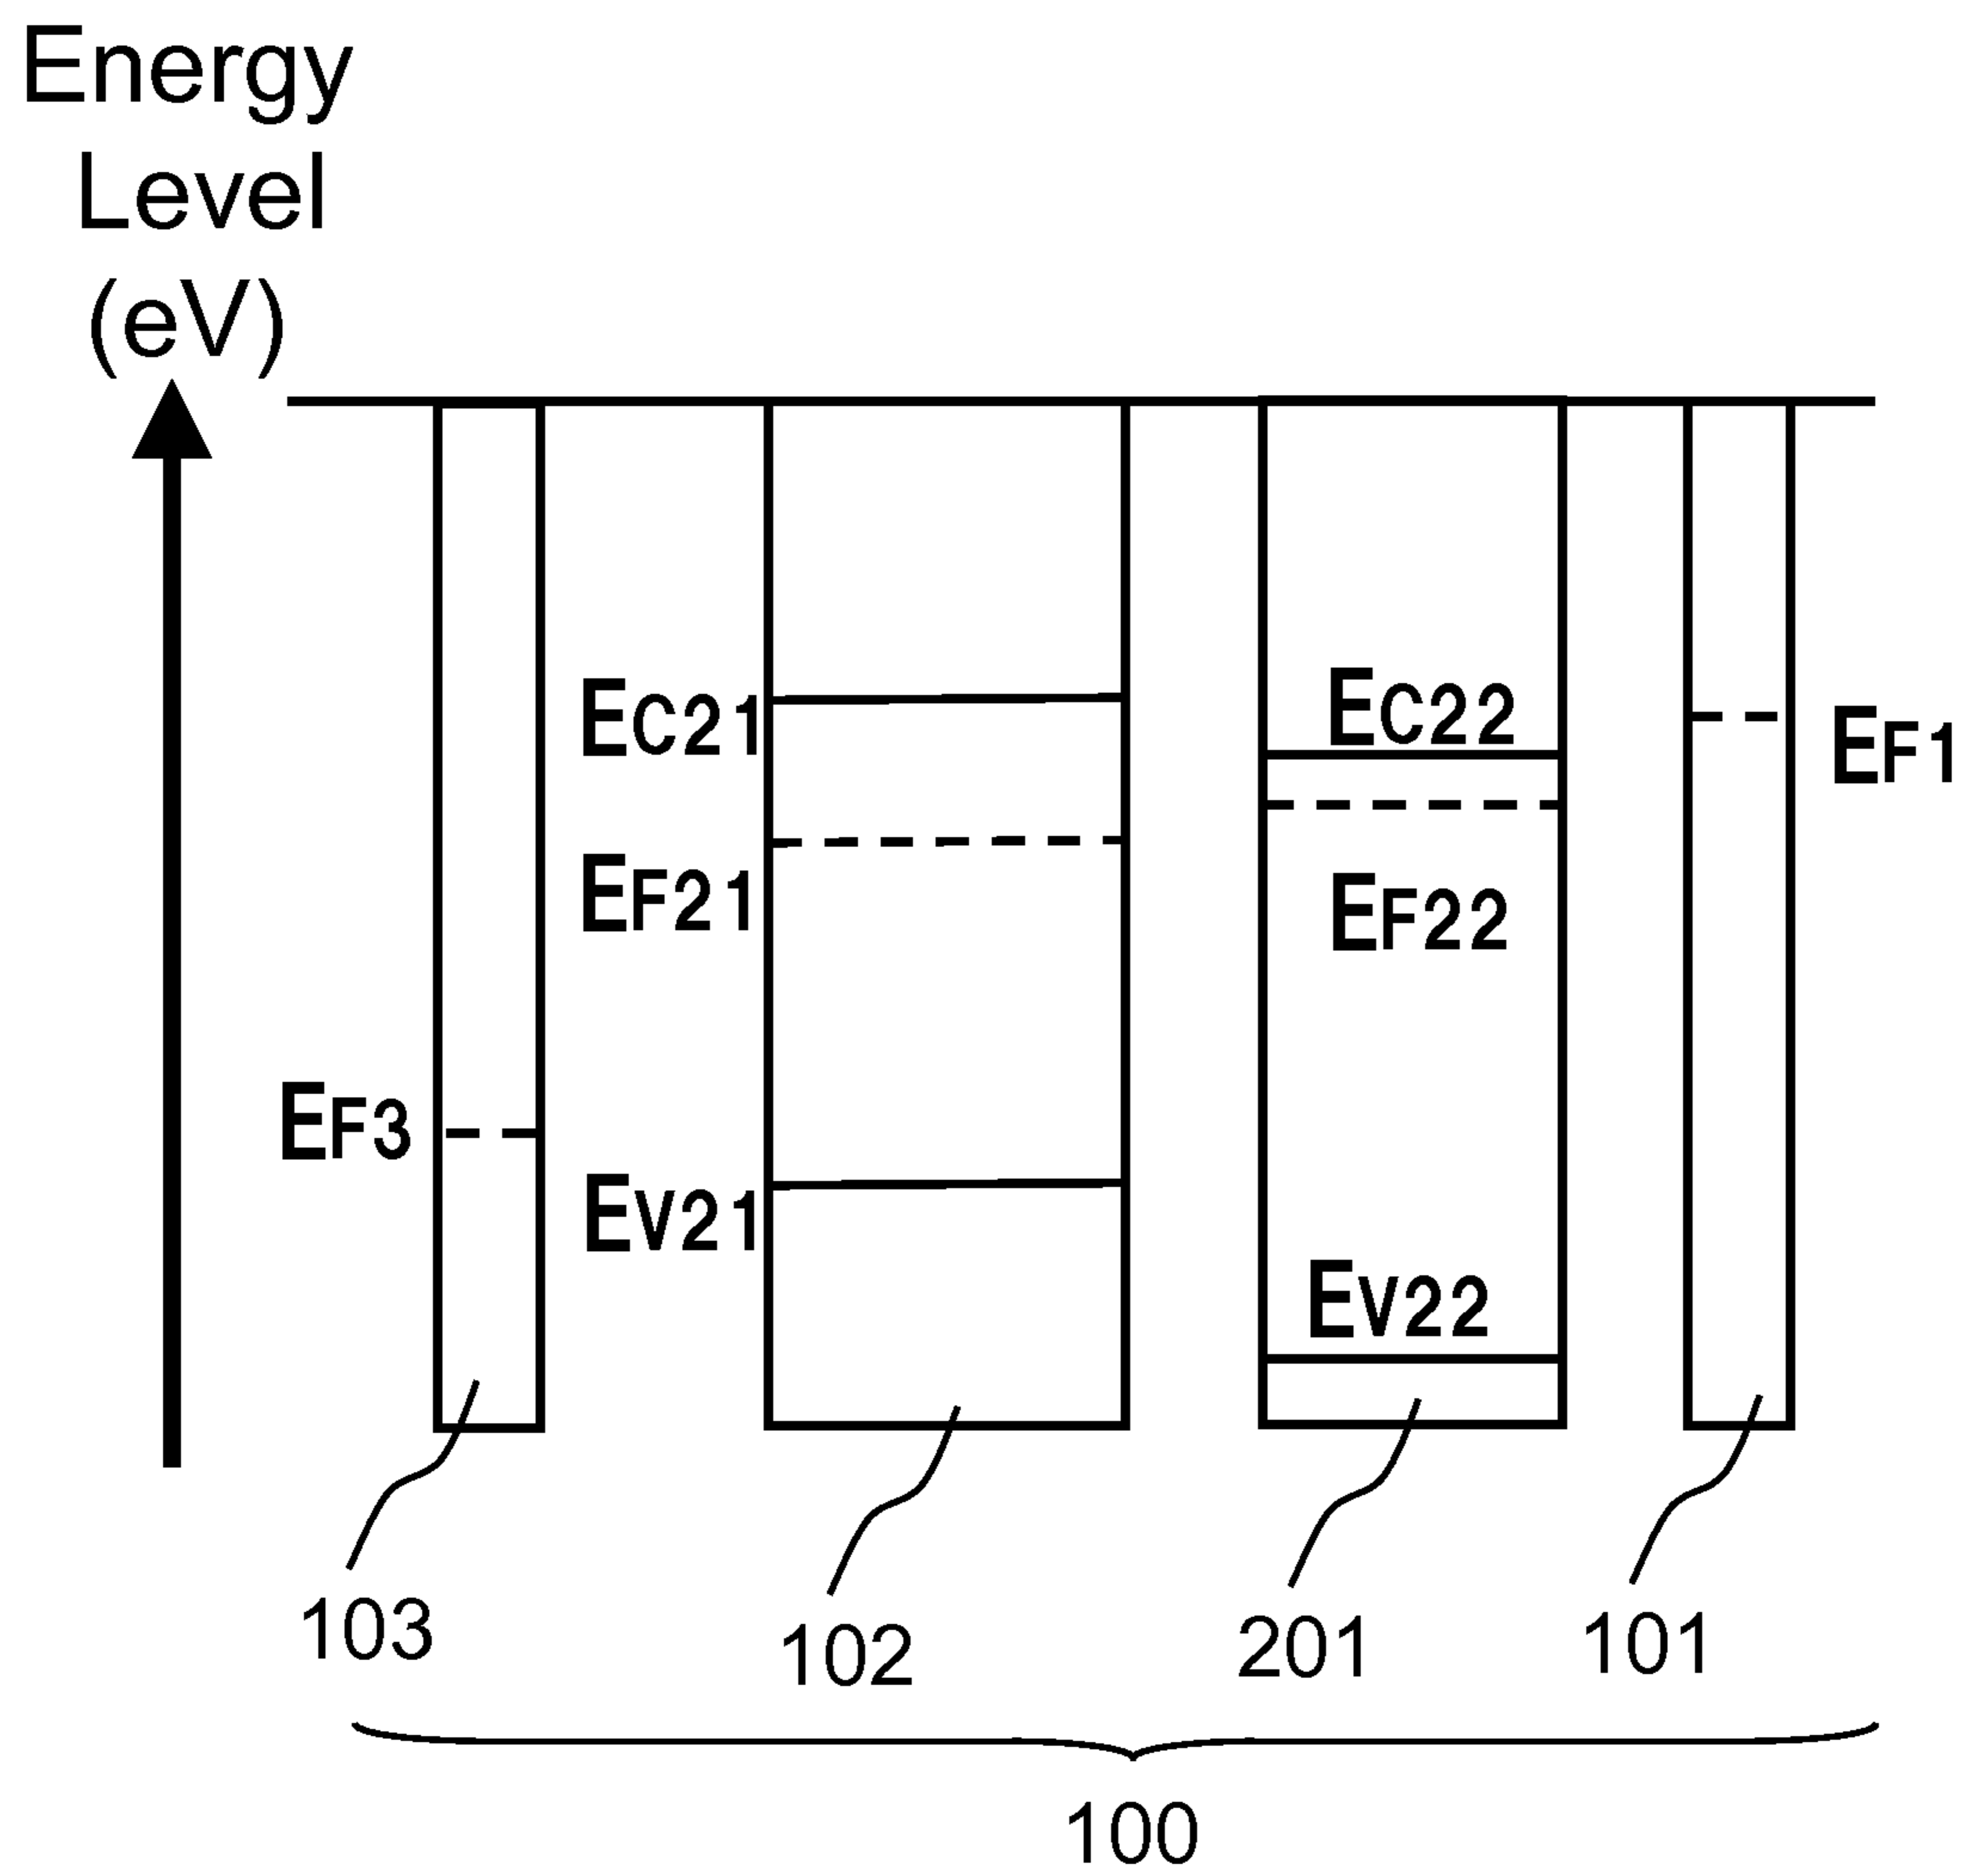 Energy
Level
(eV)
EC21
EC22
EF1
EF21
EF22
EF3
EV21
EV22
103
102
201
101
100